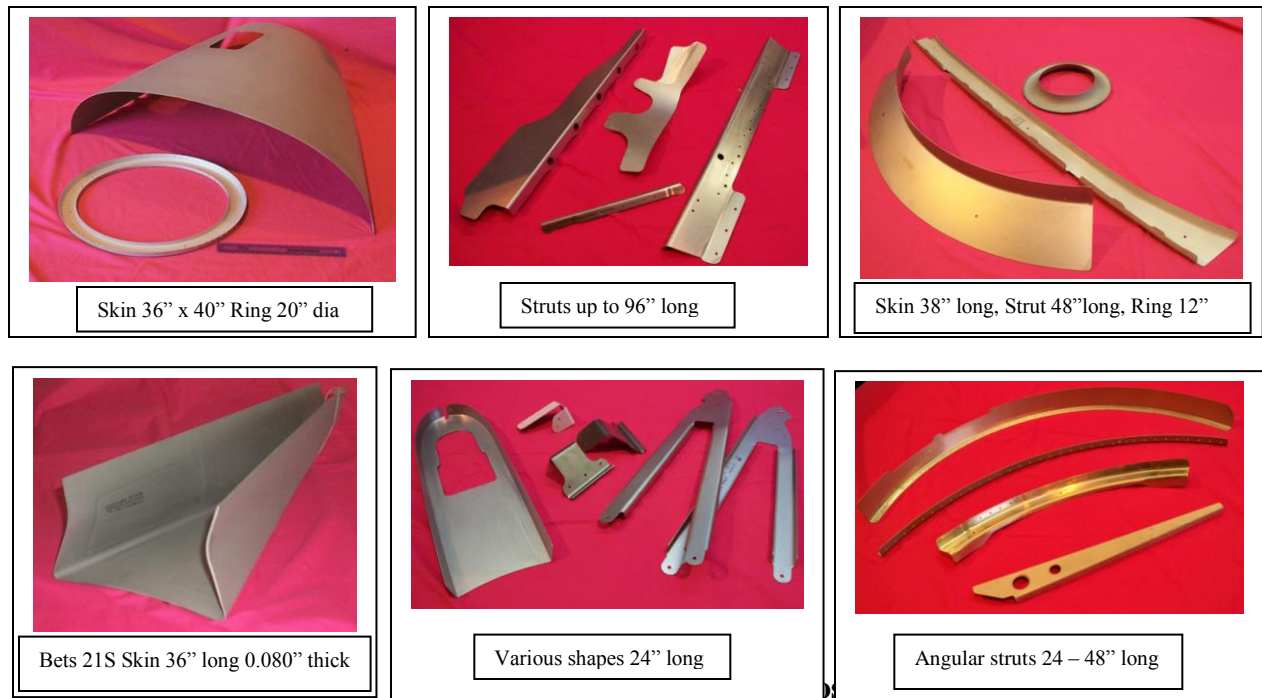 Skin 36” x 40” Ring 20” dia
Struts up to 96” long
Skin 38” long, Strut 48”long, Ring 12”
Bets 21S Skin 36” long 0.080” thick
Various shapes 24” long
Angular struts 24 – 48” long